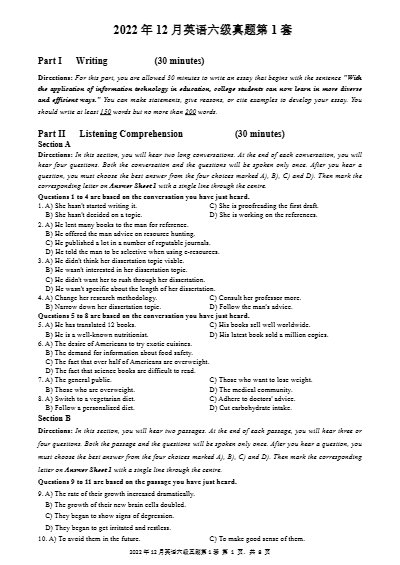 2022 年 12 月英语六级真题第 1 套
Part I Writing (30 minutes)
Directions: For this part, you are allowed 30 minutes to write an essay that begins with the sentence "With
the application of information technology in education, college students can now learn in more diverse
and efficient ways." You can make statements, give reasons, or cite examples to develop your essay. You
should write at least 150 words but no more than 200 words.
Part II Listening Comprehension (30 minutes)
Section A
Directions: In this section, you will hear two long conversations. At the end of each conversation, you will
hear four questions. Both the conversation and the questions will be spoken only once. After you hear a
question, you must choose the best answer from the four choices marked A), B), C) and D). Then mark the
corresponding letter on Answer Sheet 1 with a single line through the centre.
Questions 1 to 4 are based on the conversation you have just heard.
1. A) She hasn't started writing it. C) She is proofreading the first draft.
B) She hasn't decided on a topic. D) She is working on the references.
2. A) He lent many books to the man for reference.
B) He offered the man advice on resource hunting.
C) He published a lot in a number of reputable journals.
D) He told the man to be selective when using e-resources.
3. A) He didn't think her dissertation topic viable.
B) He wasn't interested in her dissertation topic.
C) He didn't want her to rush through her dissertation.
D) He wasn't specific about the length of her dissertation.
4. A) Change her research methodology. C) Consult her professor more.
B) Narrow down her dissertation topic. D) Follow the man's advice.
Questions 5 to 8 are based on the conversation you have just heard.
5. A) He has translated 12 books. C) His books sell well worldwide.
B) He is a well-known nutritionist. D) His latest book sold a million copies.
6. A) The desire of Americans to try exotic cuisines.
B) The demand for information about food safety.
C) The fact that over half of Americans are overweight.
D) The fact that science books are difficult to read.
7. A) The general public. C) Those who want to lose weight.
B) Those who are overweight. D) The medical community.
8. A) Switch to a vegetarian diet. C) Adhere to doctors' advice.
B) Follow a personalized diet. D) Cut carbohydrate intake.
Section B
Directions: In this section, you will hear two passages. At the end of each passage, you will hear three or
four questions. Both the passage and the questions will be spoken only once. After you hear a question, you
must choose the best answer from the four choices marked A), B), C) and D). Then mark the corresponding
letter on Answer Sheet 1 with a single line through the centre.
Questions 9 to 11 are based on the passage you have just heard.
9. A) The rate of their growth increased dramatically.
B) The growth of their new brain cells doubled.
C) They began to show signs of depression.
D) They began to get irritated and restless.
10. A) To avoid them in the future. C) To make good sense of them.
2022 年 12 月英语六级真题第 1 套 第 1 页，共 8 页